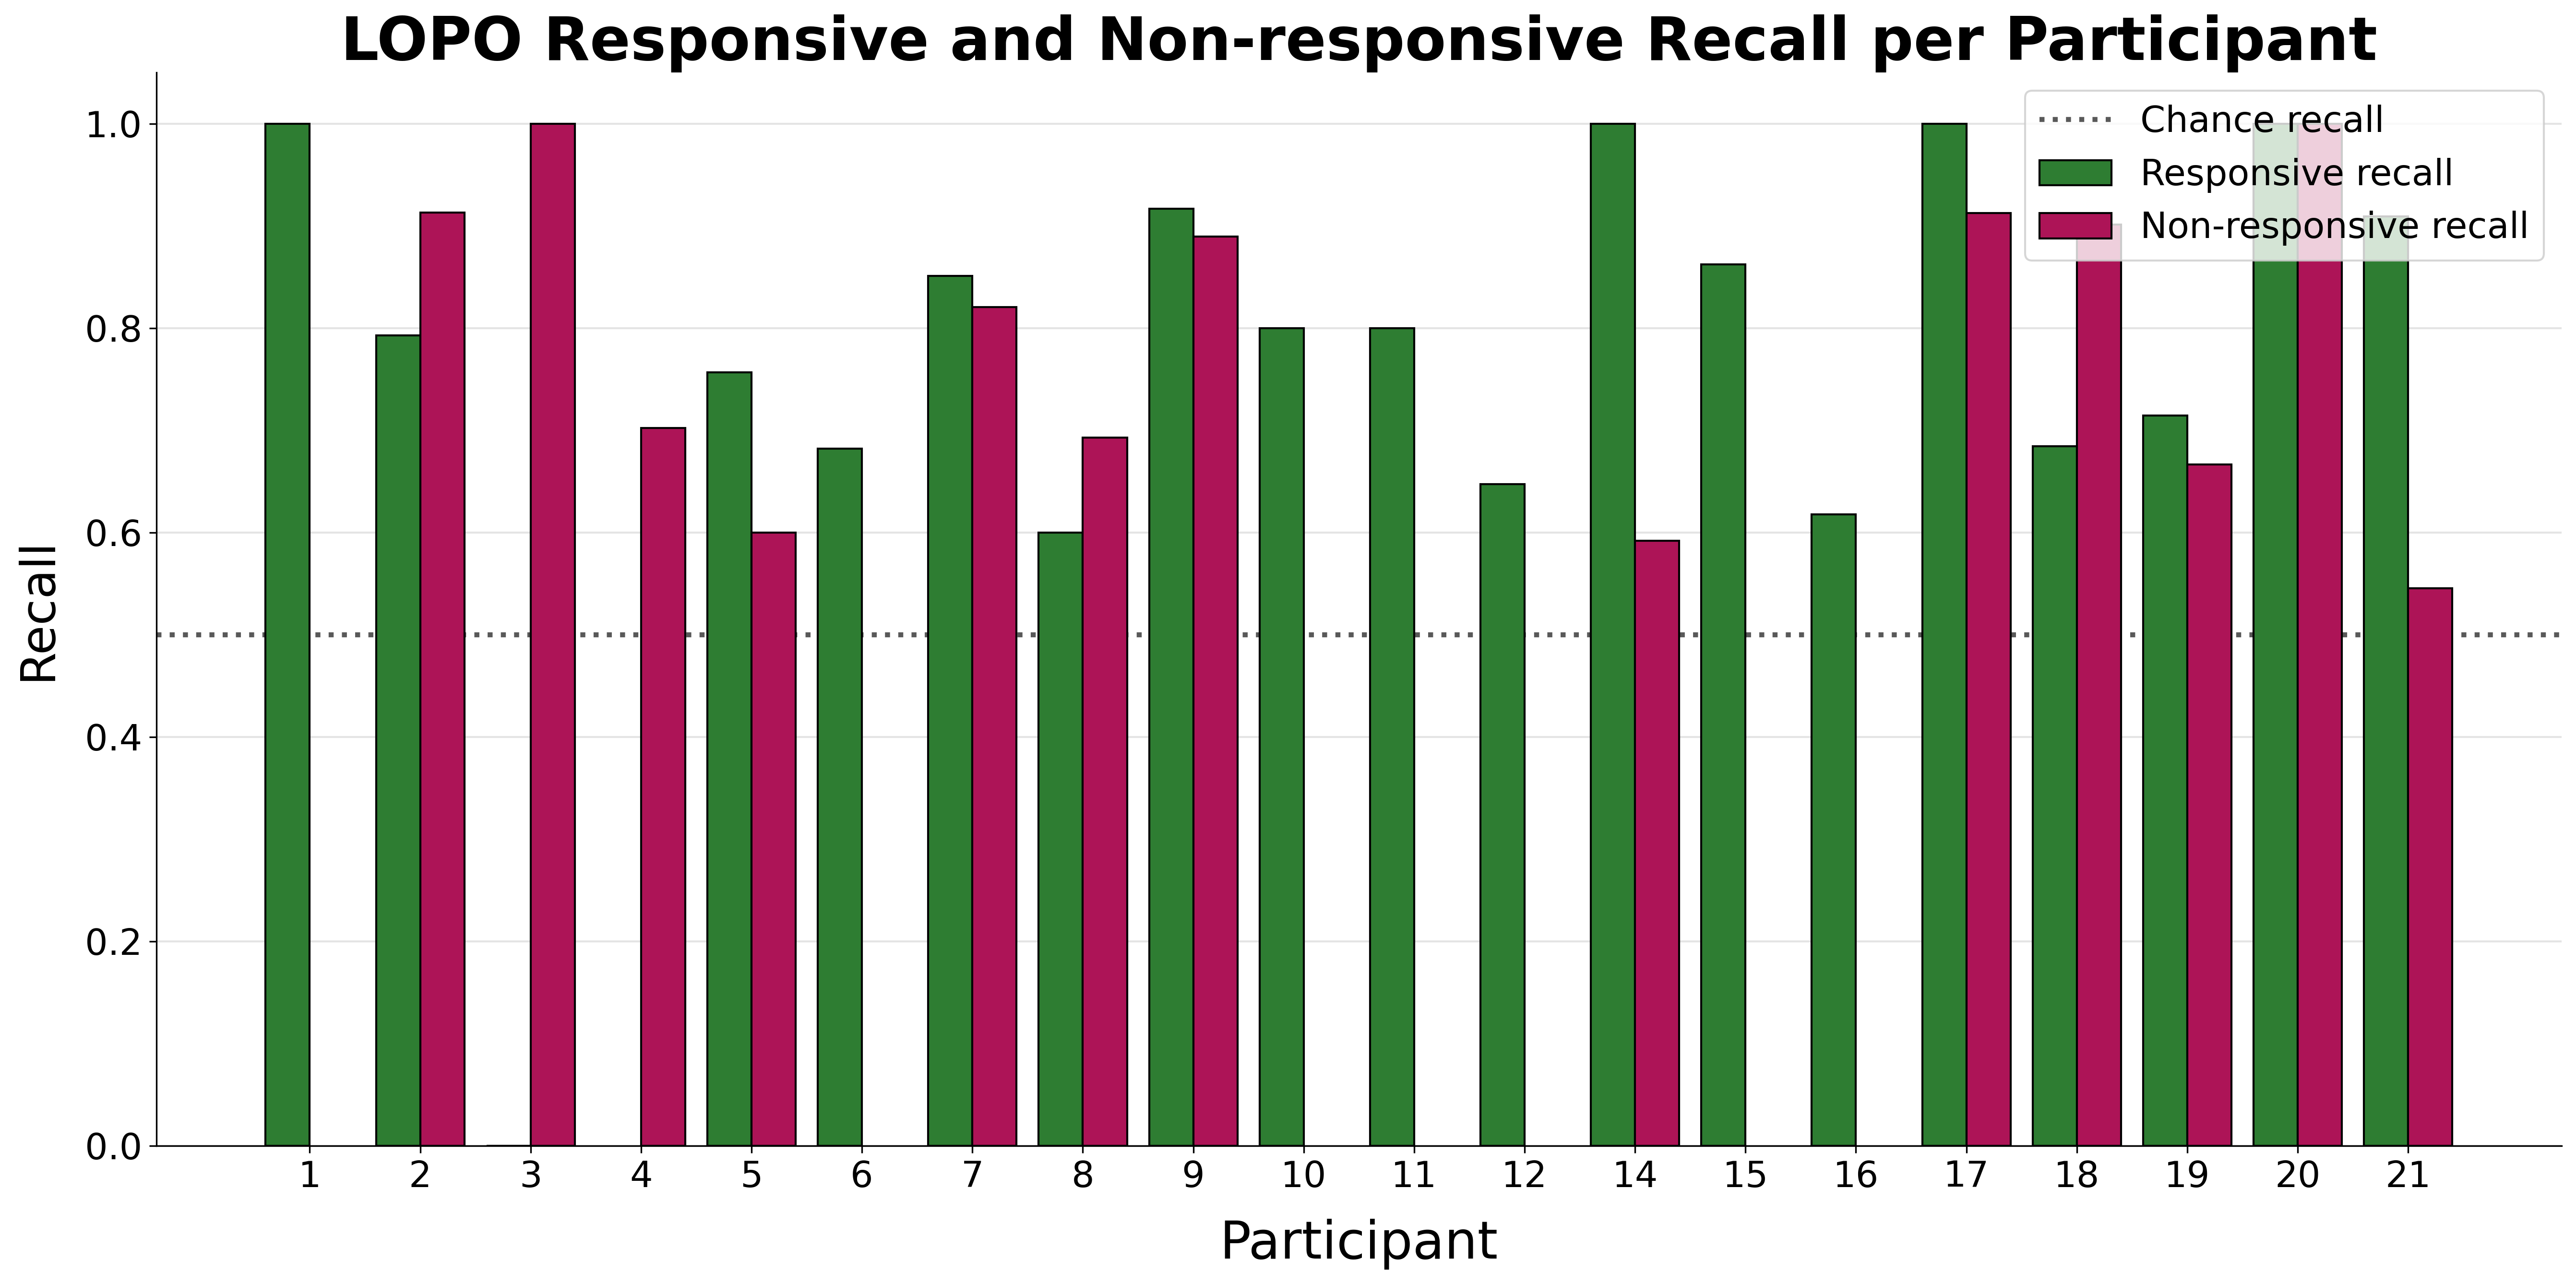 LOPO Responsive and Non-responsive Recall per Participant
Chance recall
Responsive recall
Non-responsive recall
1.0
0.8
0.6
0.4
0.2
0.0
Recall
1 2 3 4 5 6 7 8 9 10 11 12 14 15 16 17 18 19 20 21
Participant